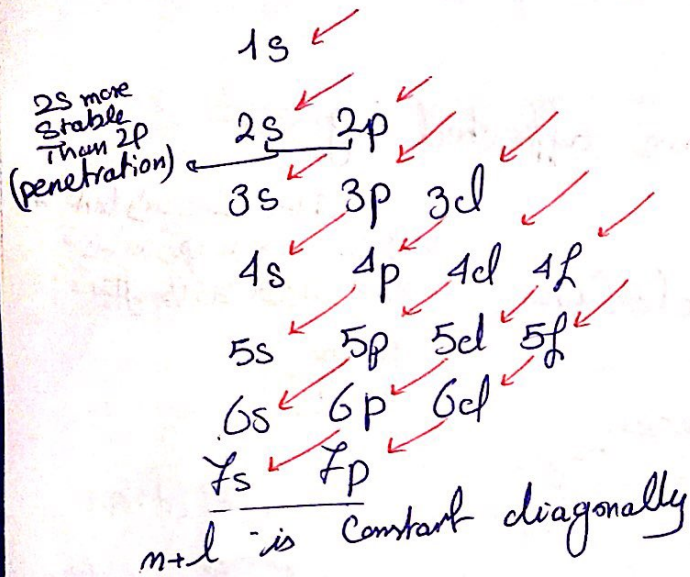 1s
2s more
stable
Than 2p
(penetration)
2s 2p
3s 3p 3d
4s 4p 4d 4f
5s 5p 5d 5f
6s 6p 6d
7s 7p
n+l is Constant diagonally